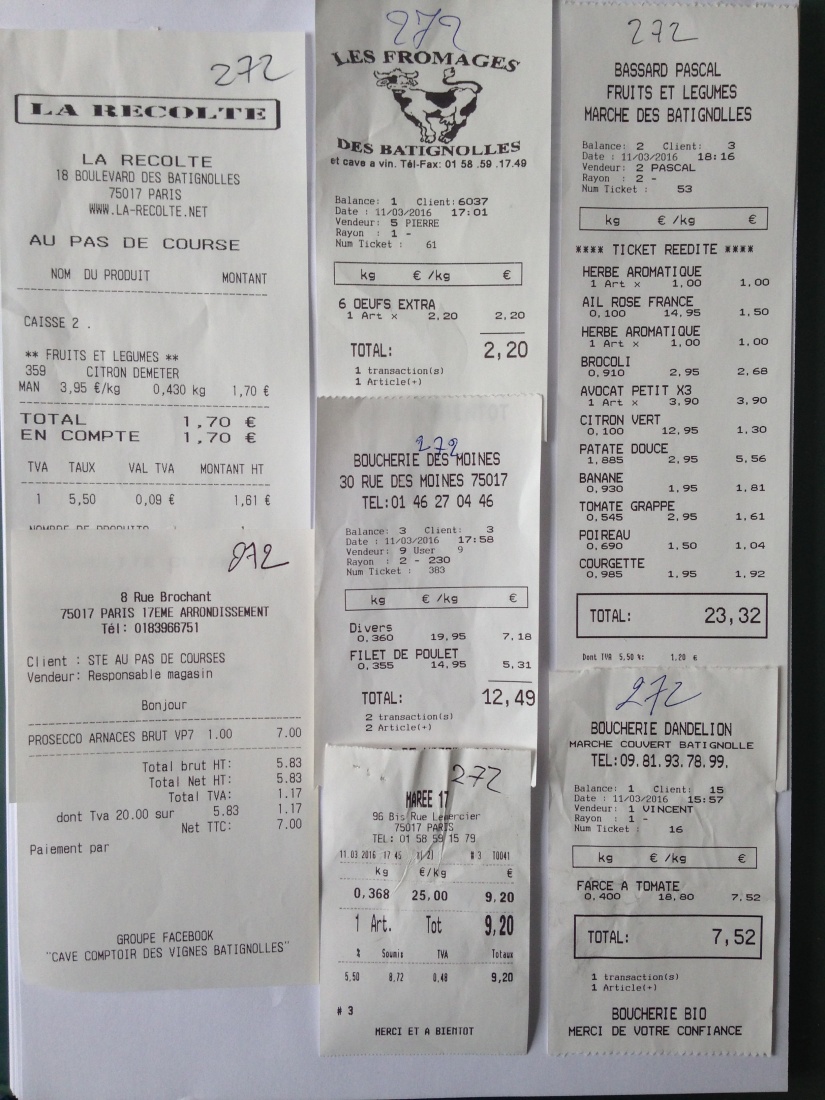 272
LA RECOLTE
LA RECOLTE
18 BOULEVARD DES BATIGNOLLES
75017 PARIS
WWW.LA-RECOLTE.NET
AU PAS DE COURSE
NOM DU PRODUIT MONTANT
CAISSE 2 .
** FRUITS ET LEGUMES **
359 CITRON DEMETER
MAN 3,95 €/kg 0,430 kg 1,70 €
TOTAL 1,70 €
EN COMPTE 1,70 €
TVA TAUX VAL TVA MONTANT HT
1 5,50 0,09 € 1,61 €
272
8 Rue Brochant
75017 PARIS 17EME ARRONDISSEMENT
Tél: 0183966751
Client : STE AU PAS DE COURSES
Vendeur: Responsable magasin
Bonjour
PROSECCO ARNACES BRUT VP7 1.00 7.00
Total brut HT: 5.83
Total Net HT: 5.83
Total TVA: 1.17
dont Tva 20.00 sur 5.83 1.17
Net TTC: 7.00
Paiement par
GROUPE FACEBOOK
"CAVE COMPTOIR DES VIGNES BATIGNOLLES"
272
LES FROMAGES
DES BATIGNOLLES
et cave a vin. Tél-Fax: 01 58 .59 .17.49
Balance: 1 Client: 6037
Date : 11/03/2016 17:01
Vendeur: 5 PIERRE
Rayon : 1 -
Num Ticket : 61
kg €/kg €
6 OEUFS EXTRA
1 Art x 2,20 2,20
TOTAL: 2,20
1 transaction(s)
1 Article(+)
272
BOUCHERIE DES MOINES
30 RUE DES MOINES 75017
TEL:01 46 27 04 46
Balance: 3 Client: 3
Date : 11/03/2016 17:58
Vendeur: 9 User 9
Rayon : 2 - 230
Num Ticket : 383
kg €/kg €
Divers
0,360 19,95 7,18
FILET DE POULET
0,355 14,95 5,31
TOTAL: 12,49
2 transaction(s)
2 Article(+)
272
MAREE 17
96 Bis Rue Lemercier
75017 PARIS
TEL: 01 58 59 15 79
11 03 2016 17 45 #3 T0041
kg €/kg €
0,368 25,00 9,20
1 Art. Tot 9,20
% Soumis TVA Totaux
5,50 8,72 0,48 9,20
# 3
MERCI ET A BIENTOT
272
BASSARD PASCAL
FRUITS ET LEGUMES
MARCHE DES BATIGNOLLES
Balance: 2 Client: 3
Date : 11/03/2016 18:16
Vendeur: 2 PASCAL
Rayon : 2 -
Num Ticket : 53
kg €/kg €
**** TICKET REEDITE ****
HERBE AROMATIQUE
1 Art x 1,00 1,00
AIL ROSE FRANCE
0,100 14,95 1,50
HERBE AROMATIQUE
1 Art x 1,00 1,00
BROCOLI
0,910 2,95 2,68
AVOCAT PETIT X3
1 Art x 3,90 3,90
CITRON VERT
0,100 12,95 1,30
PATATE DOUCE
1,885 2,95 5,56
BANANE
0,930 1,95 1,81
TOMATE GRAPPE
0,545 2,95 1,61
POIREAU
0,690 1,50 1,04
COURGETTE
0,985 1,95 1,92
TOTAL: 23,32
Dont TVA 5,50 %: 1,20 €
272
BOUCHERIE DANDELION
MARCHE COUVERT BATIGNOLLE
TEL:09.81.93.78.99.
Balance: 1 Client: 15
Date : 11/03/2016 15:57
Vendeur: 1 VINCENT
Rayon : 1 -
Num Ticket : 16
kg €/kg €
FARCE A TOMATE
0,400 18,80 7,52
TOTAL: 7,52
1 transaction(s)
1 Article(+)
BOUCHERIE BIO
MERCI DE VOTRE CONFIANCE